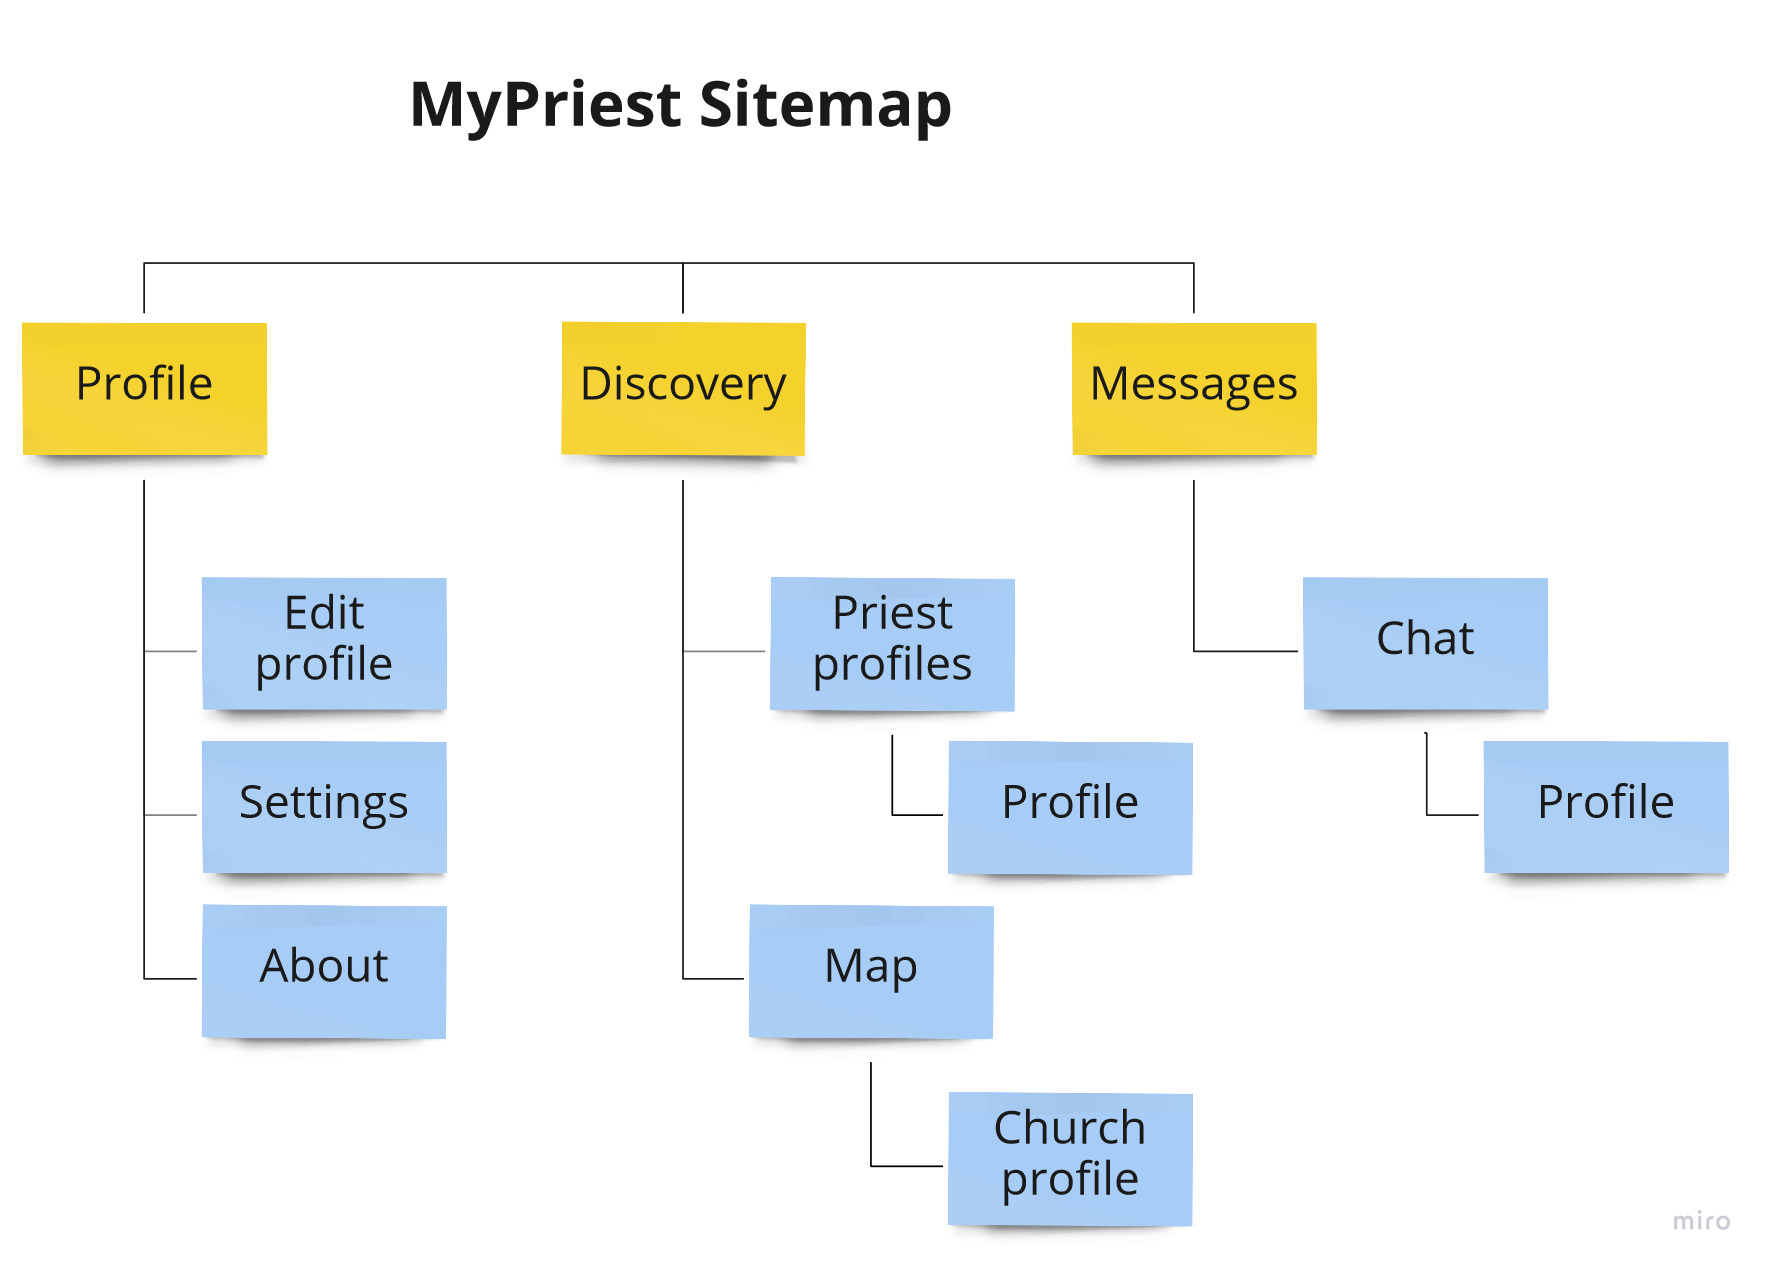 MyPriest Sitemap
Profile
Discovery
Messages
Edit
profile
Priest
profiles
Chat
Settings
Profile
Profile
About
Map
Church
profile
miro